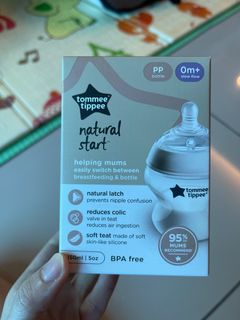 PP
bottle
0m+
slow flow
tommee
tippee
natural
start
helping mums
easily switch between
breastfeeding & bottle
natural latch
prevents nipple confusion
reduces colic
valve in teat
reduces air ingestion
soft teat made of soft
skin-like silicone
150ml | 5oz
BPA free
tommee
tippee
95%
MUMS
RECOMMEND